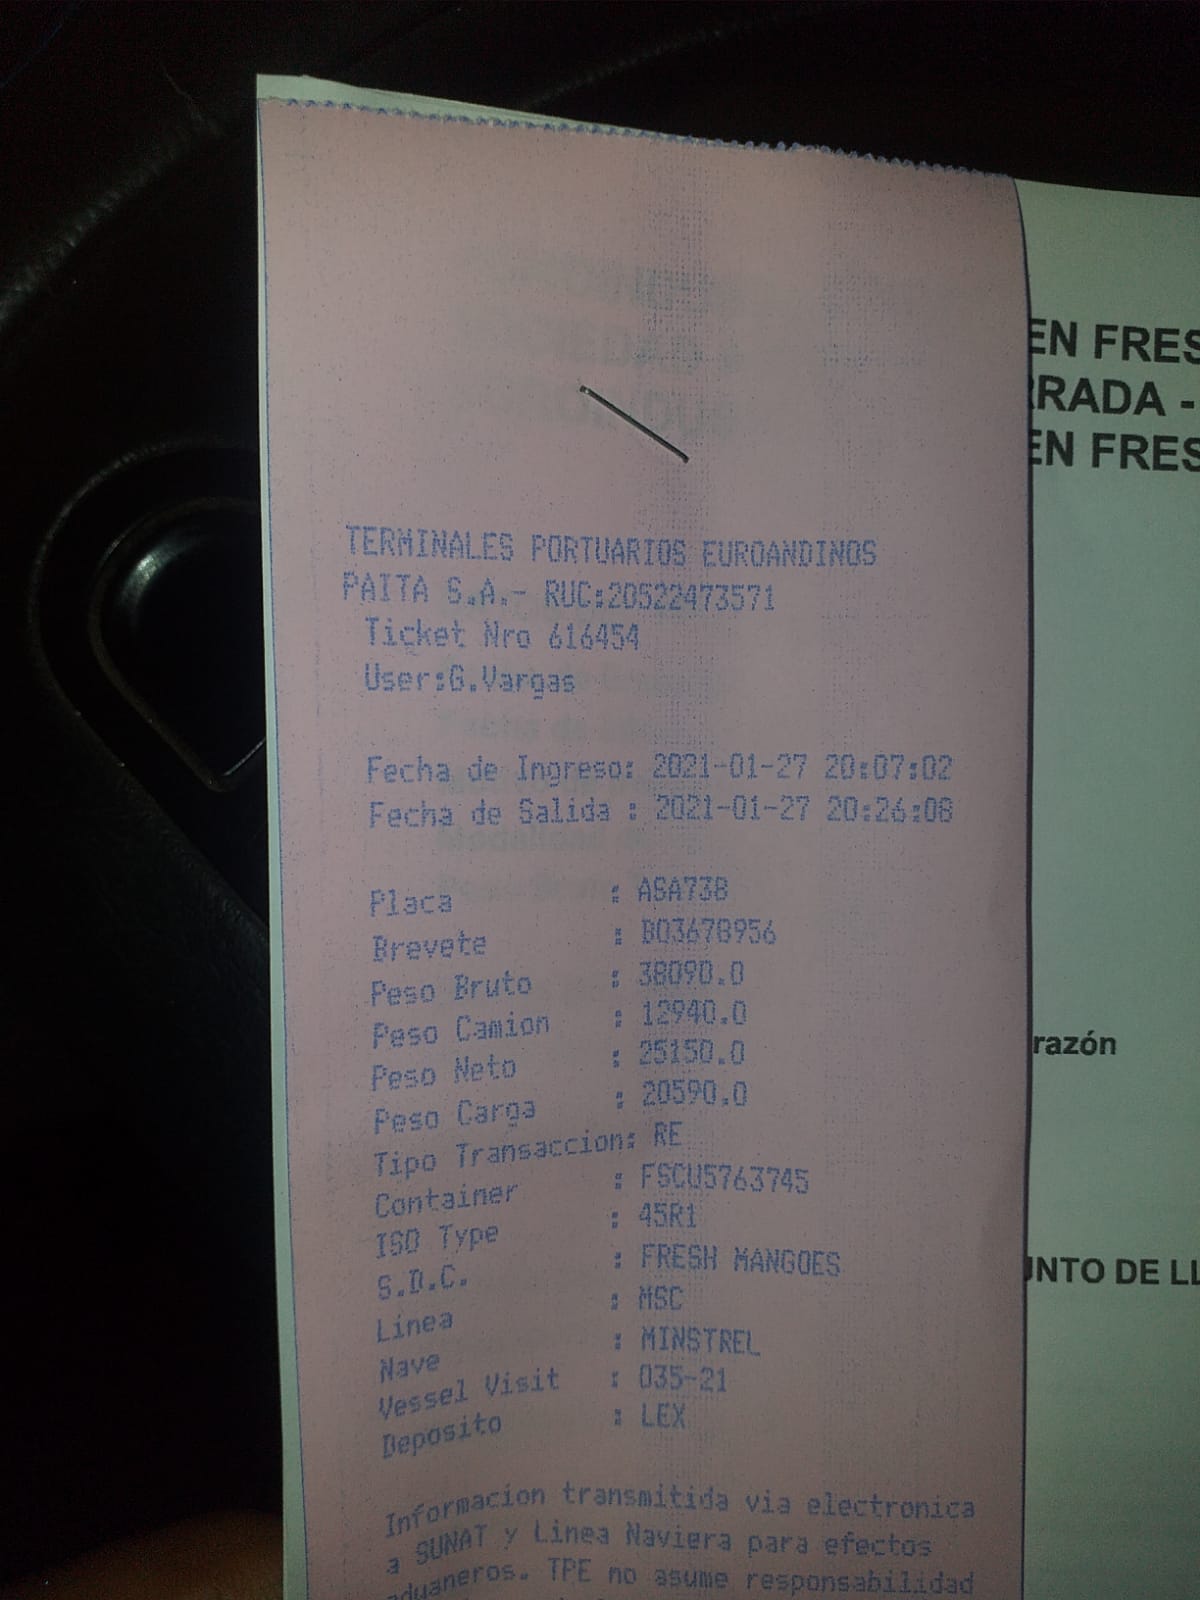 TERMINALES PORTUARIOS EUROANDINOS
PAITA S.A.- RUC:20522473571
Ticket Nro 616454
User:G.Vargas
Fecha de Ingreso: 2021-01-27 20:07:02
Fecha de Salida : 2021-01-27 20:26:08
Placa : ASA738
Brevete : B03678956
Peso Bruto : 38090.0
Peso Camion : 12940.0
Peso Neto : 25150.0
Peso Carga : 20590.0
Tipo Transaccion: RE
Container : FSCU5763745
ISO Type : 45R1
S.D.C. : FRESH MANGOES
Linea : MSC
Nave : MINSTREL
Vessel Visit : 035-21
Deposito : LEX
Informacion transmitida via electronica
a SUNAT y Linea Naviera para efectos
aduaneros. TPE no asume responsabilidad
EN FRES
RRADA -
EN FRES
razón
UNTO DE LL